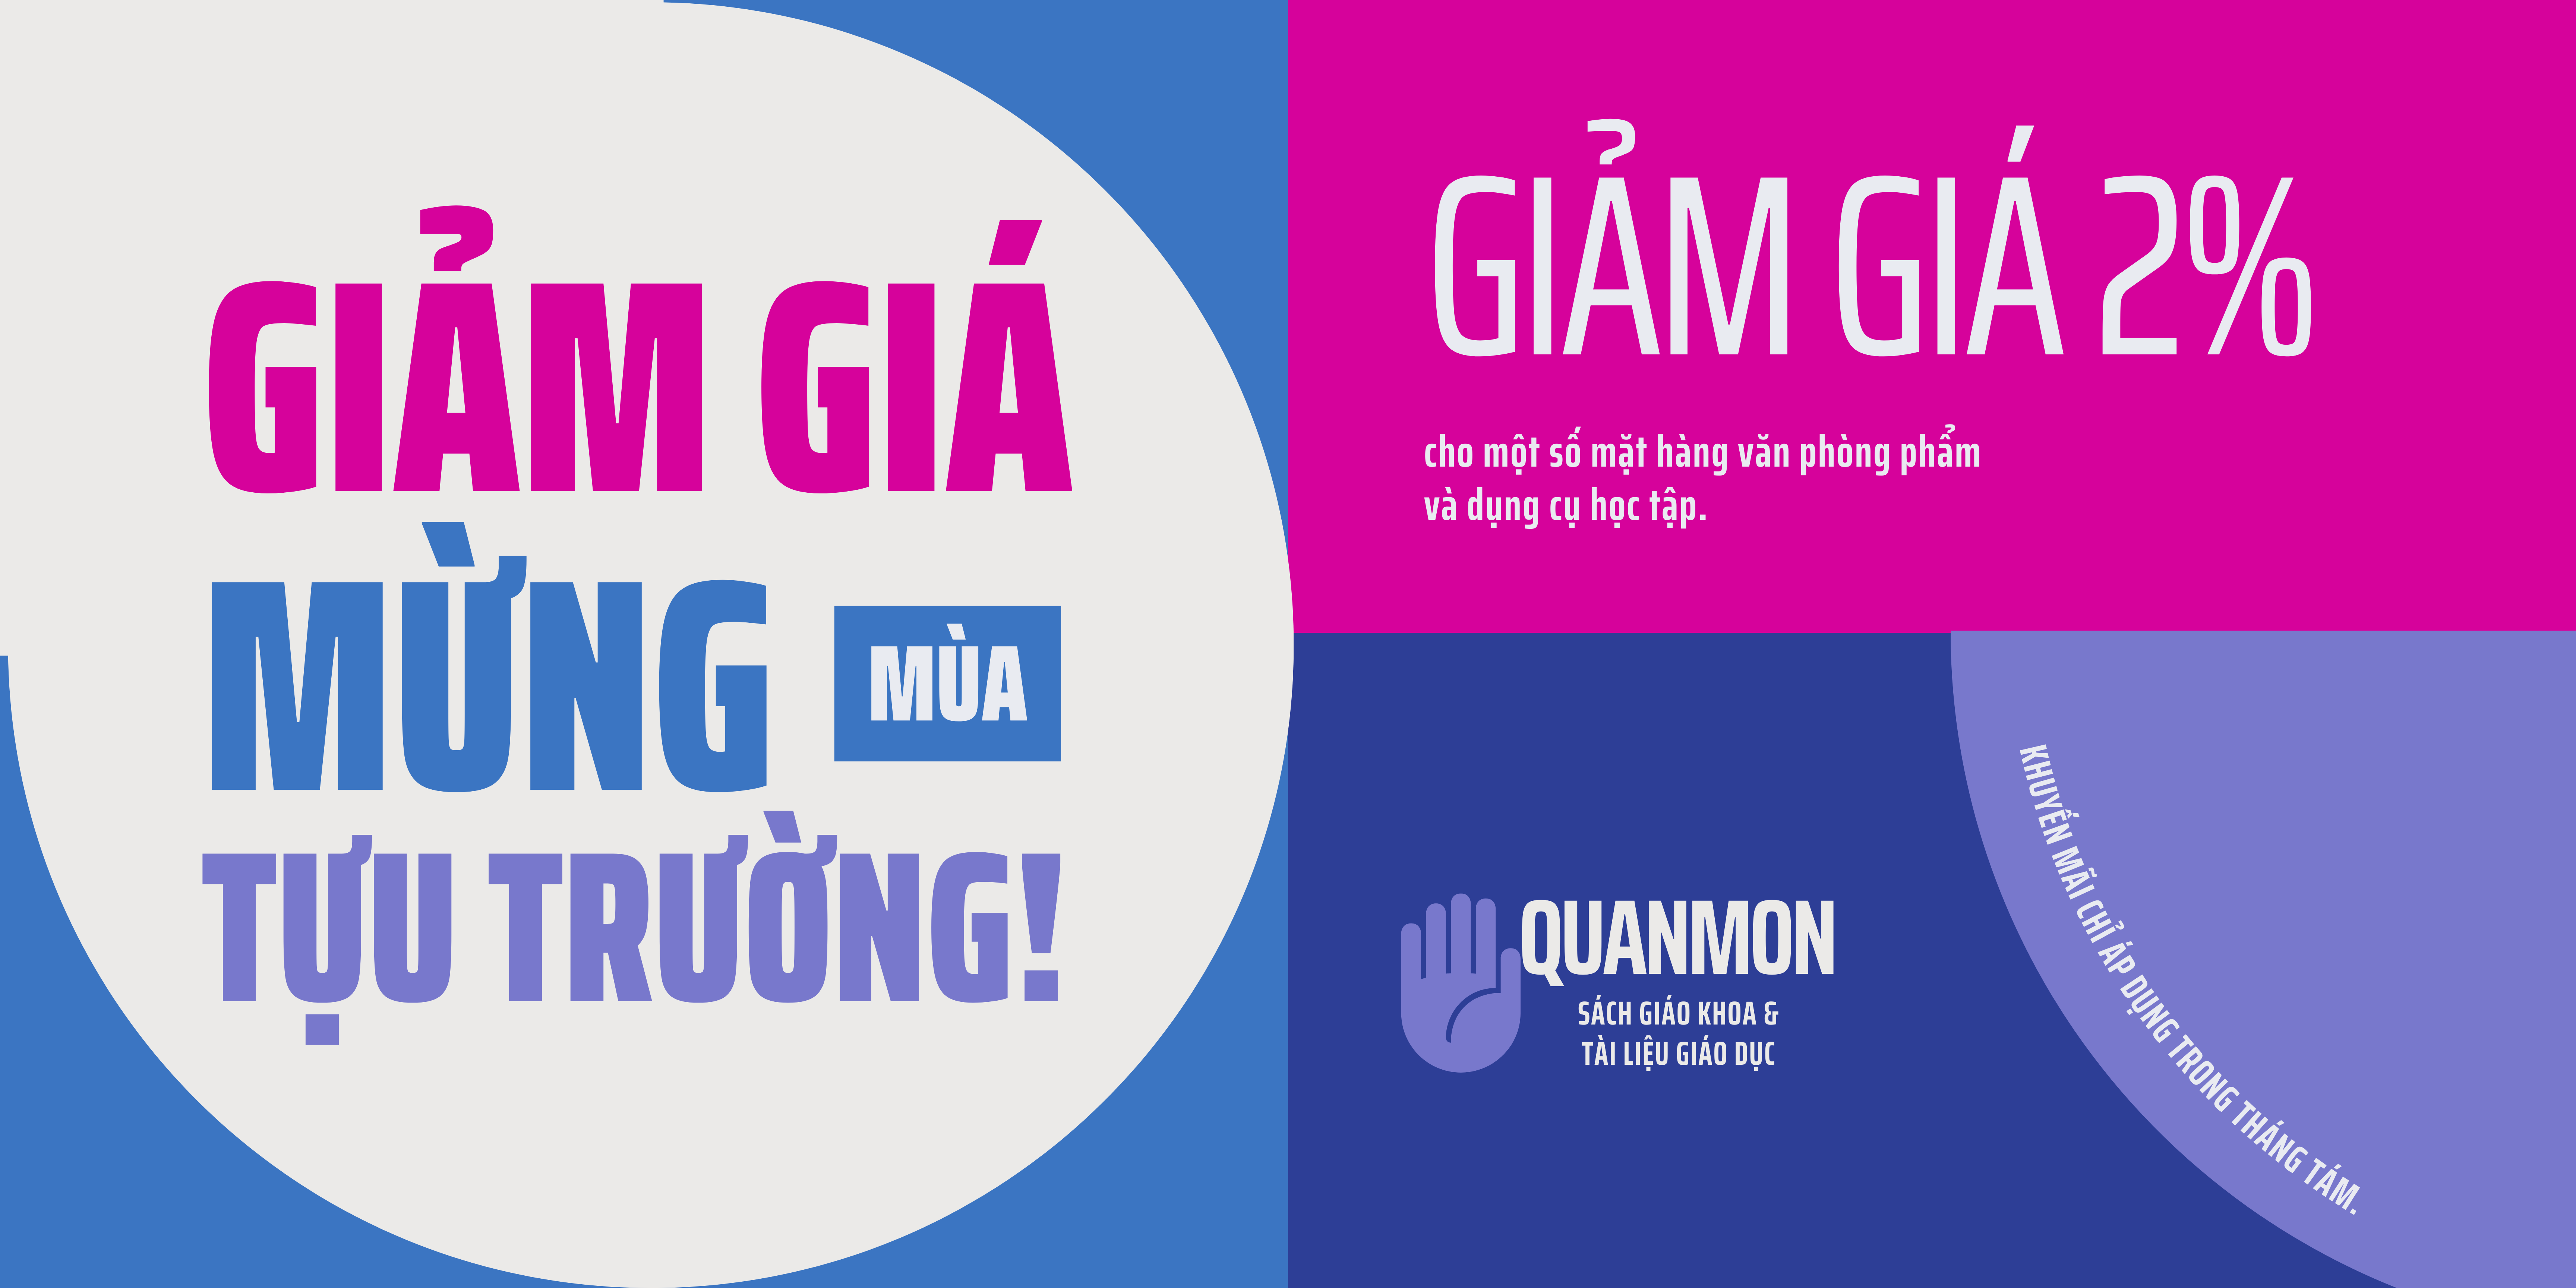 GIẢM GIÁ
MỪNG MÙA
TỰU TRƯỜNG!
GIẢM GIÁ 2%
cho một số mặt hàng văn phòng phẩm
và dụng cụ học tập.
QUANMON
SÁCH GIÁO KHOA &
TÀI LIỆU GIÁO DỤC
KHUYẾN MÃI CHỈ ÁP DỤNG TRONG THÁNG TÁM.